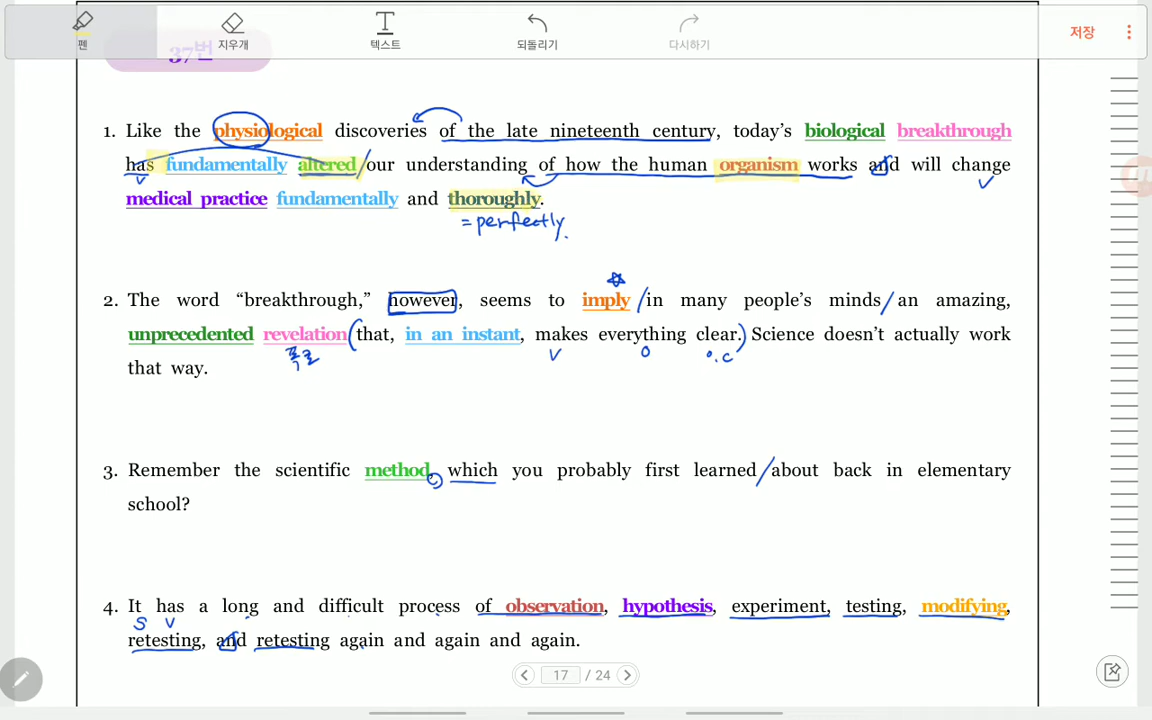 펜 지우개 텍스트 되돌리기 다시하기 저장
37번
1. Like the physiological discoveries of the late nineteenth century, today's biological breakthrough
has fundamentally altered our understanding of how the human organism works and will change
medical practice fundamentally and thoroughly.
= perfectly.
2. The word “breakthrough,” however, seems to imply in many people's minds an amazing,
unprecedented revelation that, in an instant, makes everything clear. Science doesn't actually work
폭로 V O O.C
that way.
3. Remember the scientific method, which you probably first learned about back in elementary
school?
4. It has a long and difficult process of observation, hypothesis, experiment, testing, modifying,
S V
retesting, and retesting again and again and again.
17 / 24